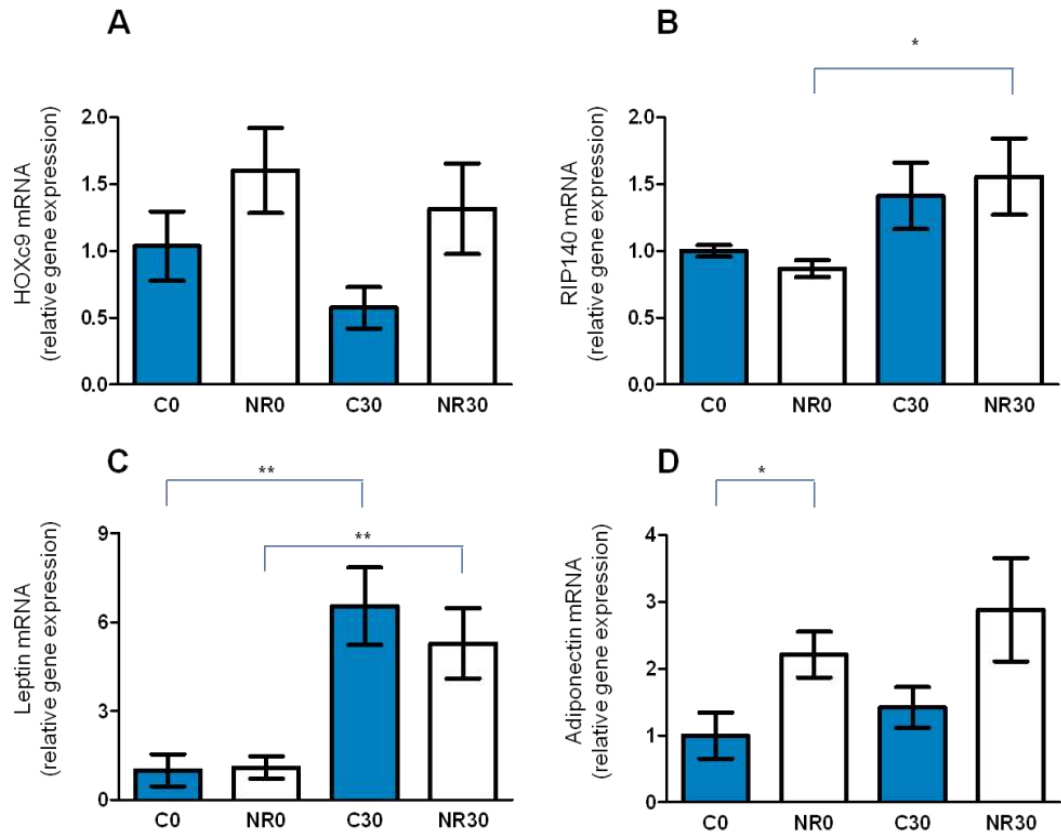 A
HOXc9 mRNA
(relative gene expression)
2.0
1.5
1.0
0.5
0.0
C0 NR0 C30 NR30
B
*
RIP140 mRNA
(relative gene expression)
2.0
1.5
1.0
0.5
0.0
C0 NR0 C30 NR30
C
**
**
Leptin mRNA
(relative gene expression)
9
6
3
0
C0 NR0 C30 NR30
D
*
Adiponectin mRNA
(relative gene expression)
4
3
2
1
0
C0 NR0 C30 NR30